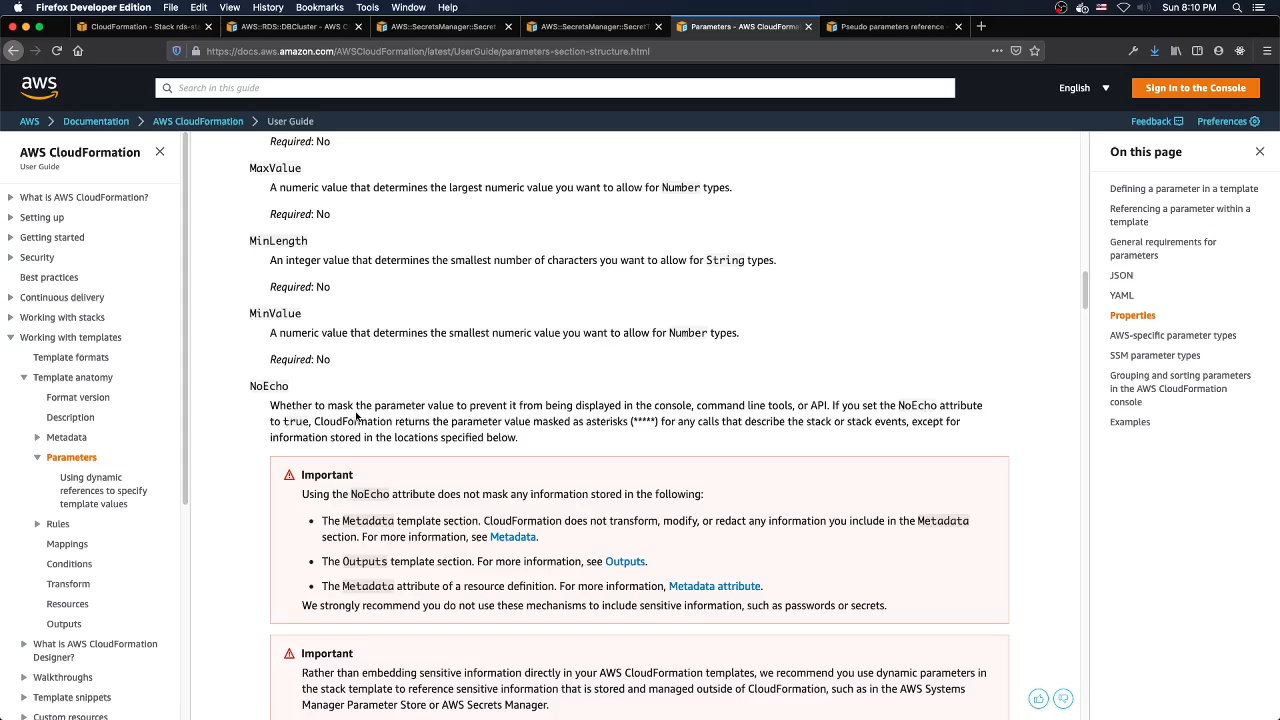 Firefox Developer Edition File Edit View History Bookmarks Tools Window Help
Sun 8:10 PM
CloudFormation - Stack rds-st
AWS::RDS::DBCluster - AWS C
AWS::SecretsManager::Secret
AWS::SecretsManager::SecretT
Parameters - AWS CloudForma
Pseudo parameters reference -
https://docs.aws.amazon.com/AWSCloudFormation/latest/UserGuide/parameters-section-structure.html
aws
Search in this guide
English
Sign In to the Console
AWS > Documentation > AWS CloudFormation > User Guide
Feedback
Preferences
AWS CloudFormation
User Guide
What is AWS CloudFormation?
Setting up
Getting started
Security
Best practices
Continuous delivery
Working with stacks
Working with templates
Template formats
Template anatomy
Format version
Description
Metadata
Parameters
Using dynamic
references to specify
template values
Rules
Mappings
Conditions
Transform
Resources
Outputs
What is AWS CloudFormation
Designer?
Walkthroughs
Template snippets
Custom resources
Required: No
MaxValue
A numeric value that determines the largest numeric value you want to allow for Number types.
Required: No
MinLength
An integer value that determines the smallest number of characters you want to allow for String types.
Required: No
MinValue
A numeric value that determines the smallest numeric value you want to allow for Number types.
Required: No
NoEcho
Whether to mask the parameter value to prevent it from being displayed in the console, command line tools, or API. If you set the NoEcho attribute
to true, CloudFormation returns the parameter value masked as asterisks (*****) for any calls that describe the stack or stack events, except for
information stored in the locations specified below.
Important
Using the NoEcho attribute does not mask any information stored in the following:
• The Metadata template section. CloudFormation does not transform, modify, or redact any information you include in the Metadata
section. For more information, see Metadata.
• The Outputs template section. For more information, see Outputs.
• The Metadata attribute of a resource definition. For more information, Metadata attribute.
We strongly recommend you do not use these mechanisms to include sensitive information, such as passwords or secrets.
Important
Rather than embedding sensitive information directly in your AWS CloudFormation templates, we recommend you use dynamic parameters in
the stack template to reference sensitive information that is stored and managed outside of CloudFormation, such as in the AWS Systems
Manager Parameter Store or AWS Secrets Manager.
On this page
Defining a parameter in a template
Referencing a parameter within a
template
General requirements for
parameters
JSON
YAML
Properties
AWS-specific parameter types
SSM parameter types
Grouping and sorting parameters
in the AWS CloudFormation
console
Examples